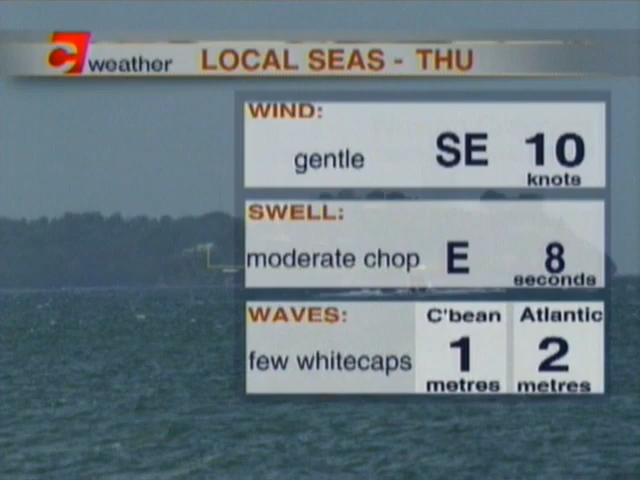 weather LOCAL SEAS - THU
WIND:
gentle SE 10
knots
SWELL:
moderate chop E 8
seconds
WAVES: C'bean Atlantic
few whitecaps 1 2
metres metres